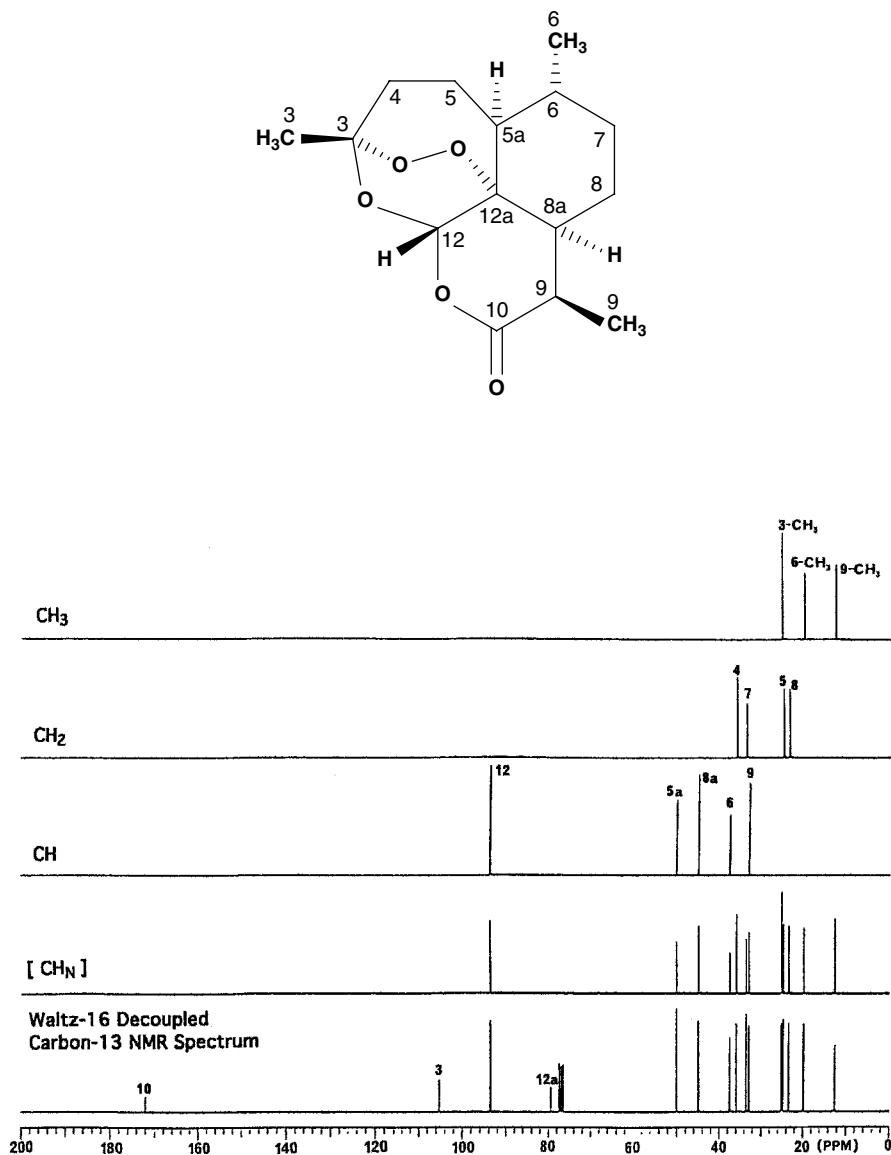 6
CH₃
H
3
4
5
6
H₃C
3
5a
7
O
O
O
8
12a
8a
12
H
H
O
9
9
10
CH₃
O
3-CH₃
6-CH₃
9-CH₃
CH₃
4
7
5
8
CH₂
12
5a
8a
6
9
CH
[ CHN ]
Waltz-16 Decoupled
Carbon-13 NMR Spectrum
10
3
12a
200 180 160 140 120 100 80 60 40 20 (PPM) 0